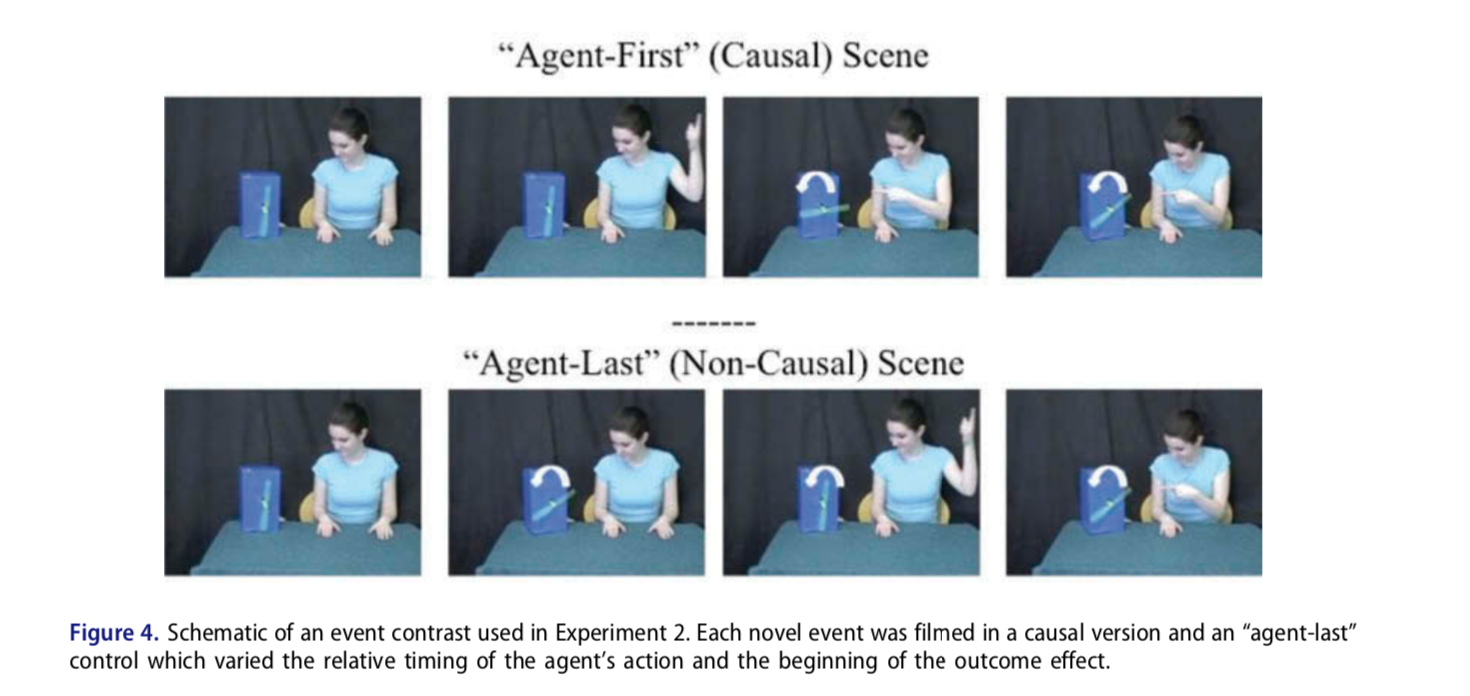 “Agent-First” (Causal) Scene
-------
“Agent-Last” (Non-Causal) Scene
Figure 4. Schematic of an event contrast used in Experiment 2. Each novel event was filmed in a causal version and an “agent-last”
control which varied the relative timing of the agent’s action and the beginning of the outcome effect.